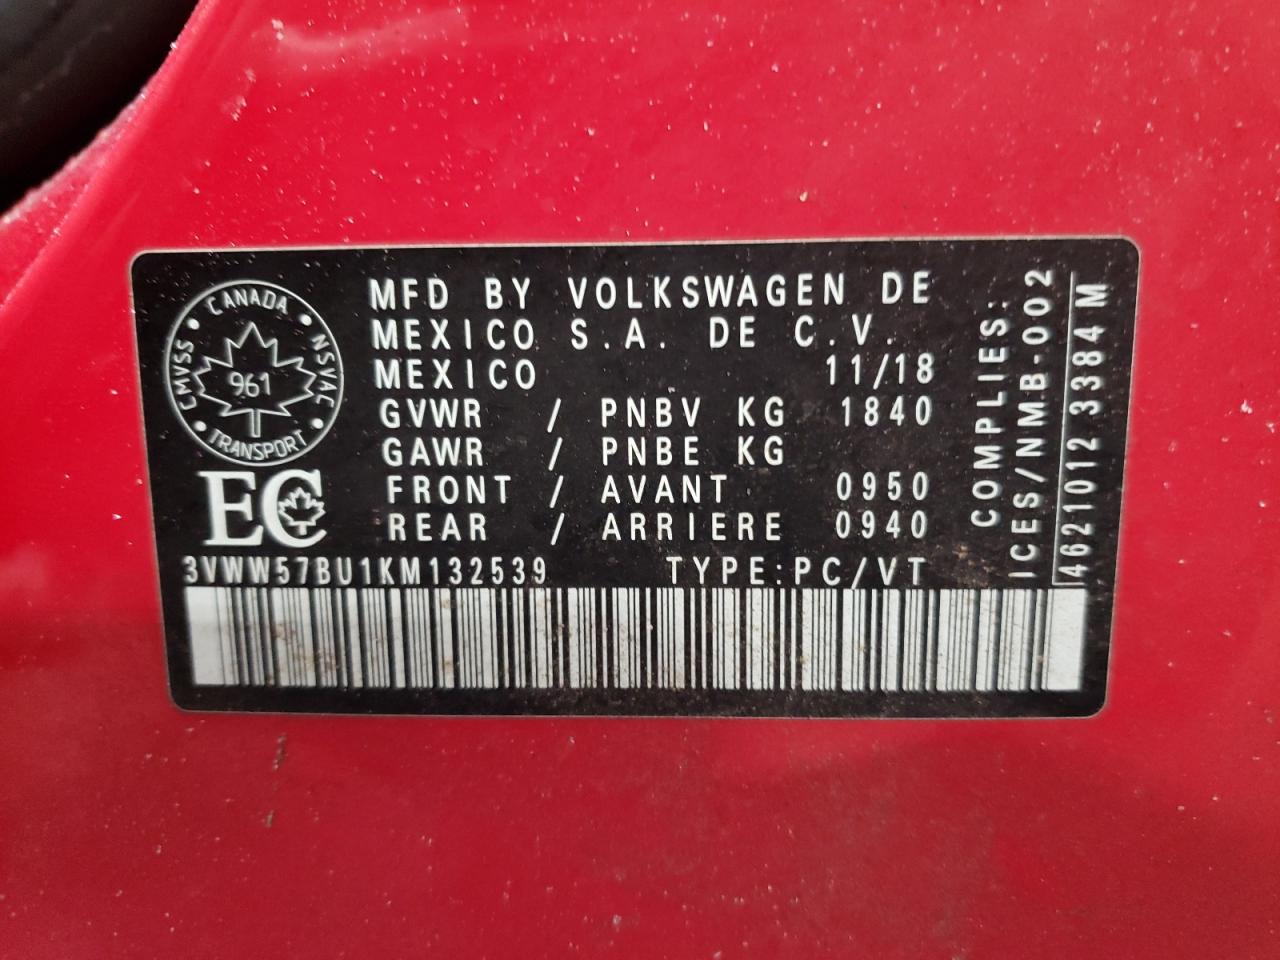 CANADA
CMVSS
NSVAC
961
TRANSPORT
EC
MFD BY VOLKSWAGEN DE
MEXICO S.A. DE C.V.
MEXICO 11/18
GVWR / PNBV KG 1840
GAWR / PNBE KG
FRONT / AVANT 0950
REAR / ARRIERE 0940
3VWW57BU1KM132539 TYPE:PC/VT
COMPLIES:
ICES/NMB-002
4621012 3384 M